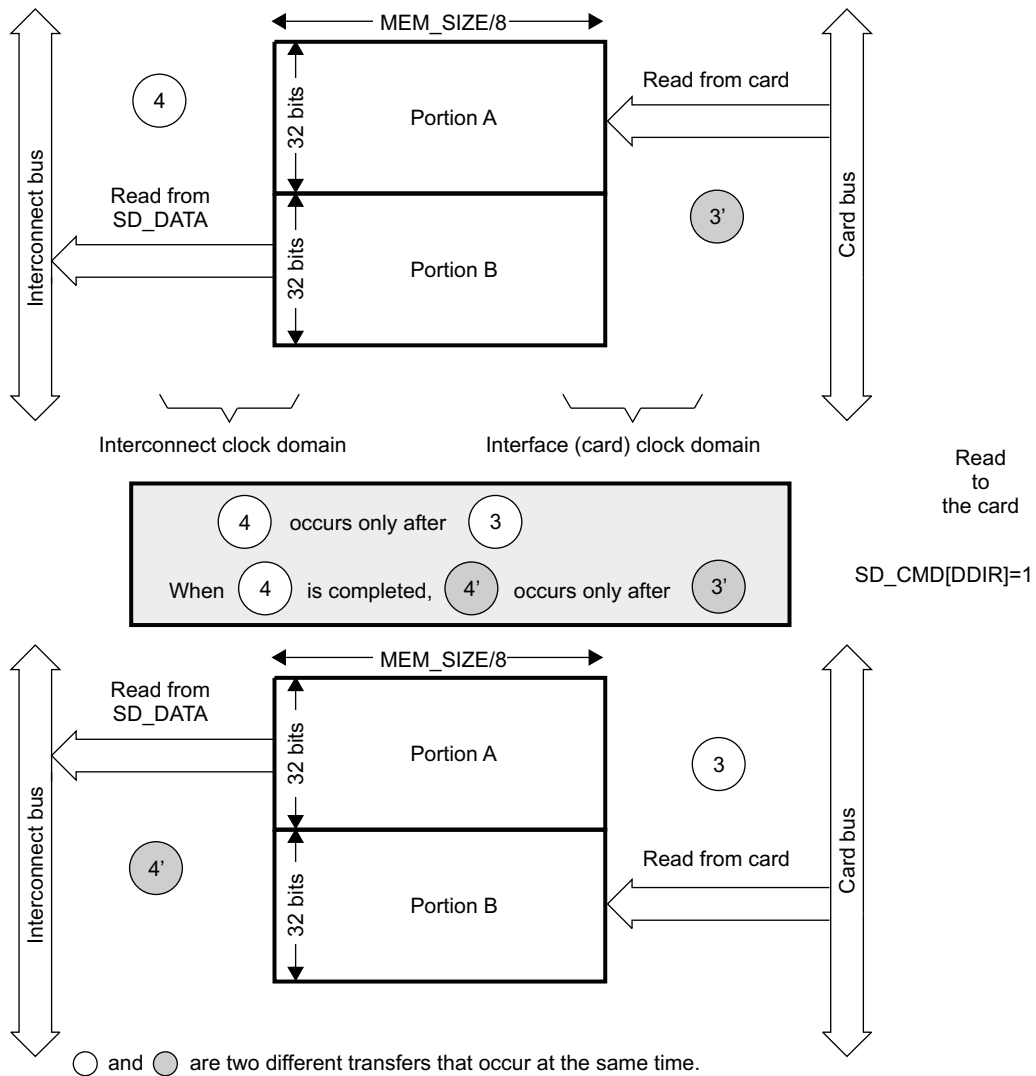 MEM_SIZE/8
Interconnect bus
4
Read from
SD_DATA
32 bits
Portion A
32 bits
Portion B
Read from card
3'
Card bus
Interconnect clock domain
Interface (card) clock domain
Read
to
the card
4 occurs only after 3
When 4 is completed, 4' occurs only after 3'
SD_CMD[DDIR]=1
MEM_SIZE/8
Interconnect bus
Read from
SD_DATA
4'
32 bits
Portion A
32 bits
Portion B
3
Read from card
Card bus
and are two different transfers that occur at the same time.